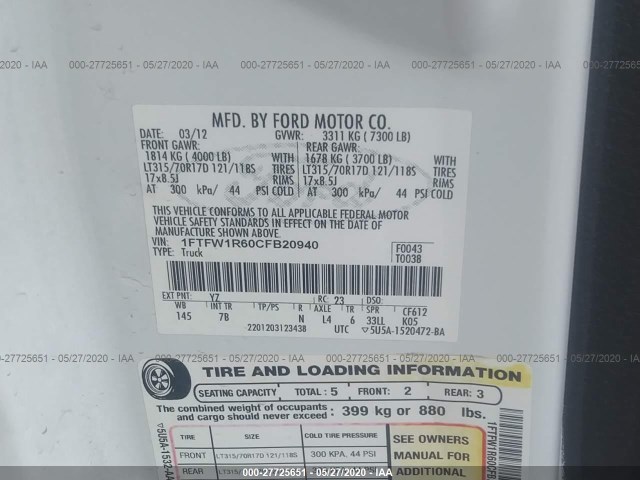 000-27725651 - 05/27/2020 - IAA 000-27725651 - 05/27/2020 - IAA 000-27725651 - 05/27/2020 - IAA
MFD. BY FORD MOTOR CO.
DATE: 03/12 GVWR: 3311 KG ( 7300 LB)
FRONT GAWR: REAR GAWR:
1814 KG ( 4000 LB) WITH 1678 KG ( 3700 LB) WITH
LT315/70R17D 121/118S TIRES LT315/70R17D 121/118S TIRES
17x8.5J RIMS 17x8.5J RIMS
AT 300 kPa/ 44 PSI COLD AT 300 kPa/ 44 PSI COLD
THIS VEHICLE CONFORMS TO ALL APPLICABLE FEDERAL MOTOR
VEHICLE SAFETY STANDARDS IN EFFECT ON THE DATE OF
MANUFACTURE SHOWN ABOVE.
VIN: 1FTFW1R60CFB20940
TYPE: Truck
F0043
T0038
EXT PNT: YZ RC: 23 DSO:
WB INT TR TP/PS R AXLE TR SPR CF612
145 7B N L4 6 33LL K05
2201203123438 UTC ▽5U5A-1520472-BA
000-27725651 - 05/27/2020 - IAA 000-27725651 - 05/27/2020 - IAA 000-27725651 - 05/27/2020 - IAA
TIRE AND LOADING INFORMATION
SEATING CAPACITY TOTAL: 5 FRONT: 2 REAR: 3
The combined weight of occupants
and cargo should never exceed: 399 kg or 880 lbs.
TIRE SIZE COLD TIRE PRESSURE
FRONT LT315/70R17D 121/118S 300 KPA, 44 PSI
REAR
SEE OWNERS
MANUAL FOR
ADDITIONAL
▽5U5A-1532-AA
1FTFW1R60CFB
000-27725651 - 05/27/2020 - IAA 000-27725651 - 05/27/2020 - IAA 000-27725651 - 05/27/2020 - IAA